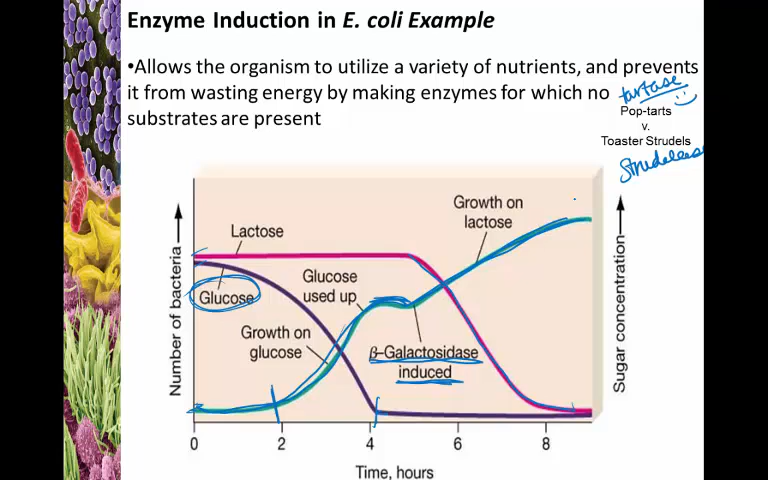 Enzyme Induction in E. coli Example
•Allows the organism to utilize a variety of nutrients, and prevents
it from wasting energy by making enzymes for which no
substrates are present
tartase
Pop-tarts
v.
Toaster Strudels
Strudelease
Lactose
Glucose
Growth on
glucose
Glucose
used up
β-Galactosidase
induced
Growth on
lactose
Number of bacteria
Sugar concentration
0 2 4 6 8
Time, hours